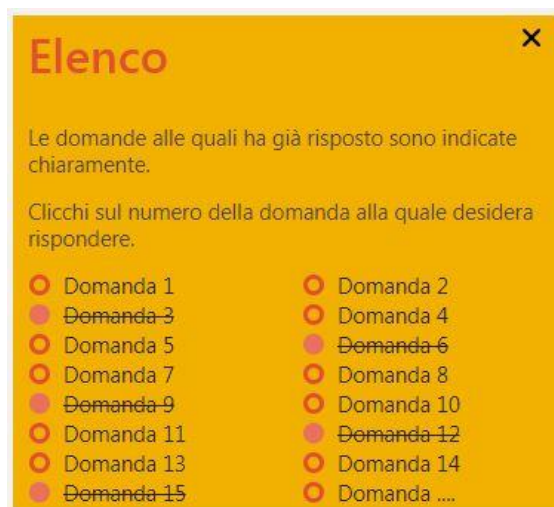 Elenco
Le domande alle quali ha già risposto sono indicate
chiaramente.
Clicchi sul numero della domanda alla quale desidera
rispondere.
Domanda 1
Domanda 2
Domanda 3
Domanda 4
Domanda 5
Domanda 6
Domanda 7
Domanda 8
Domanda 9
Domanda 10
Domanda 11
Domanda 12
Domanda 13
Domanda 14
Domanda 15
Domanda ....